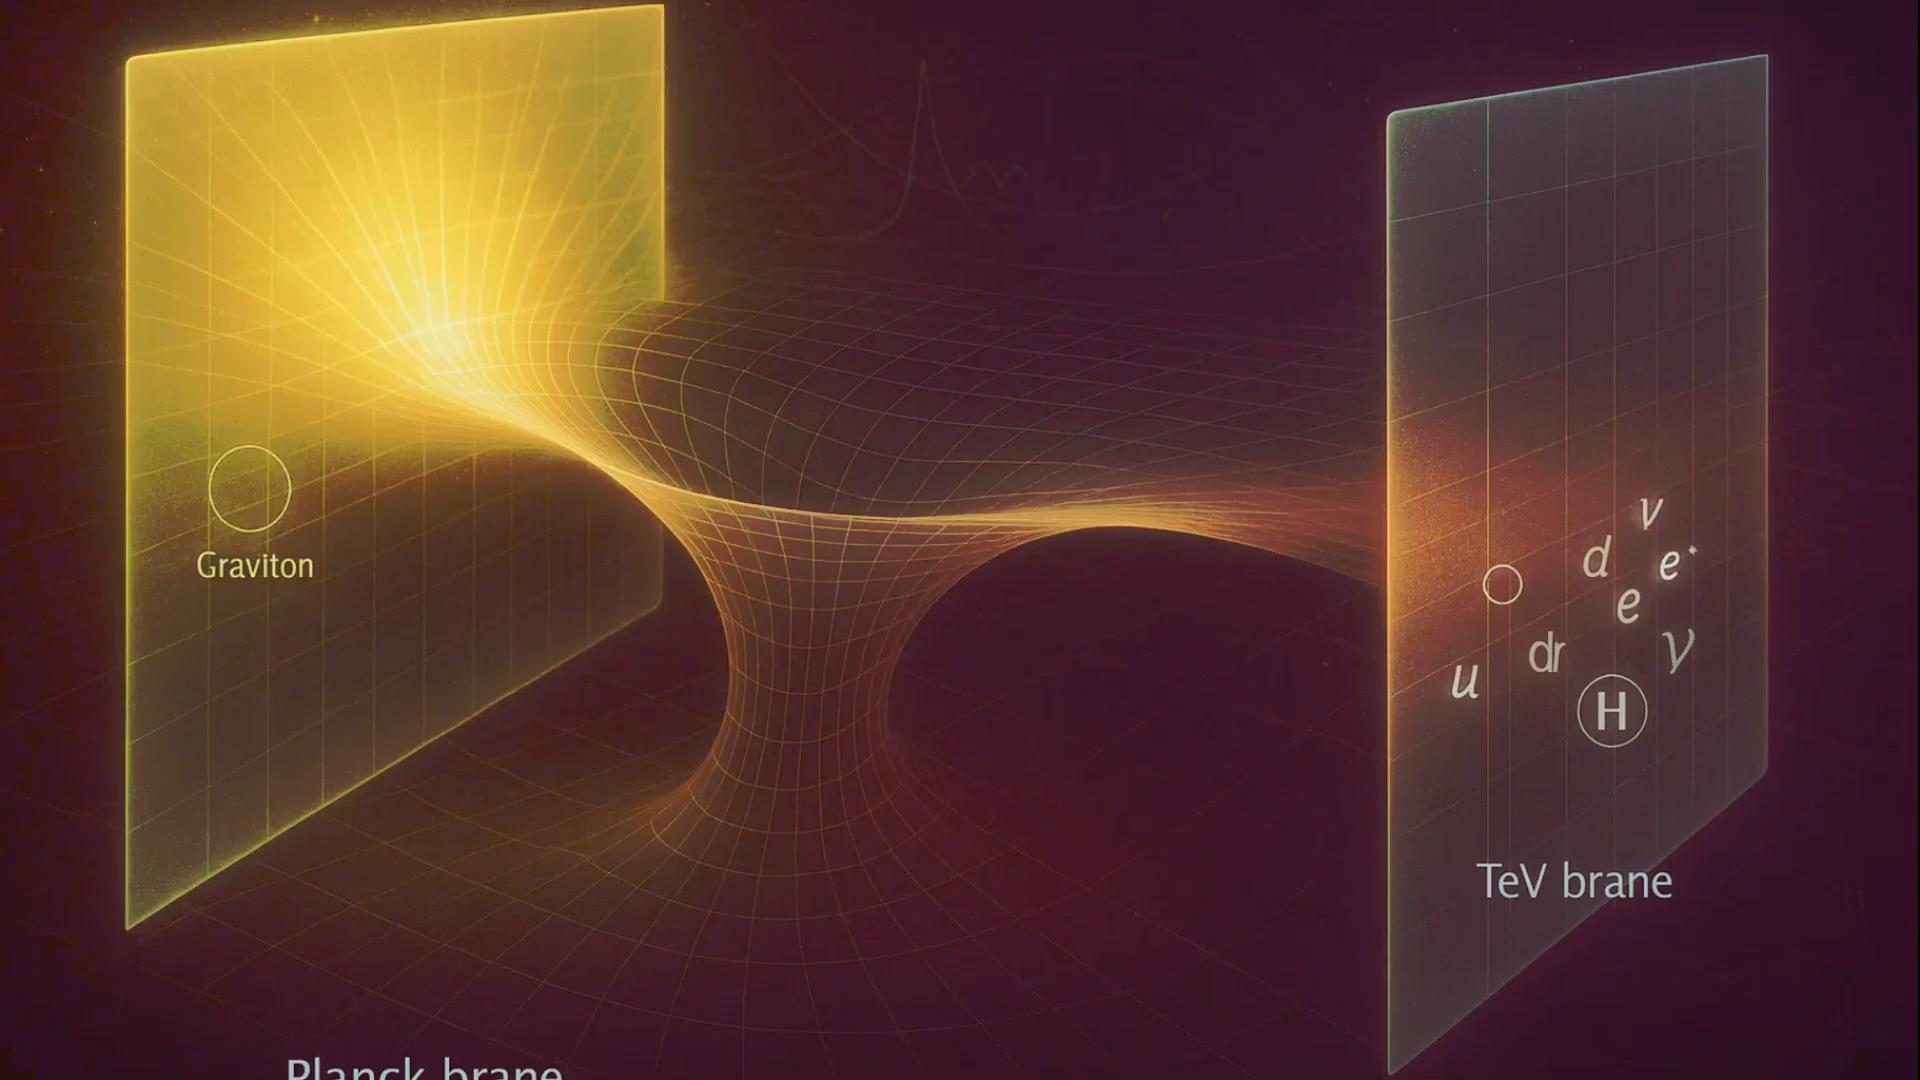 Graviton
ν
d
e
e
dr
ν
u
H
TeV brane
Planck brane